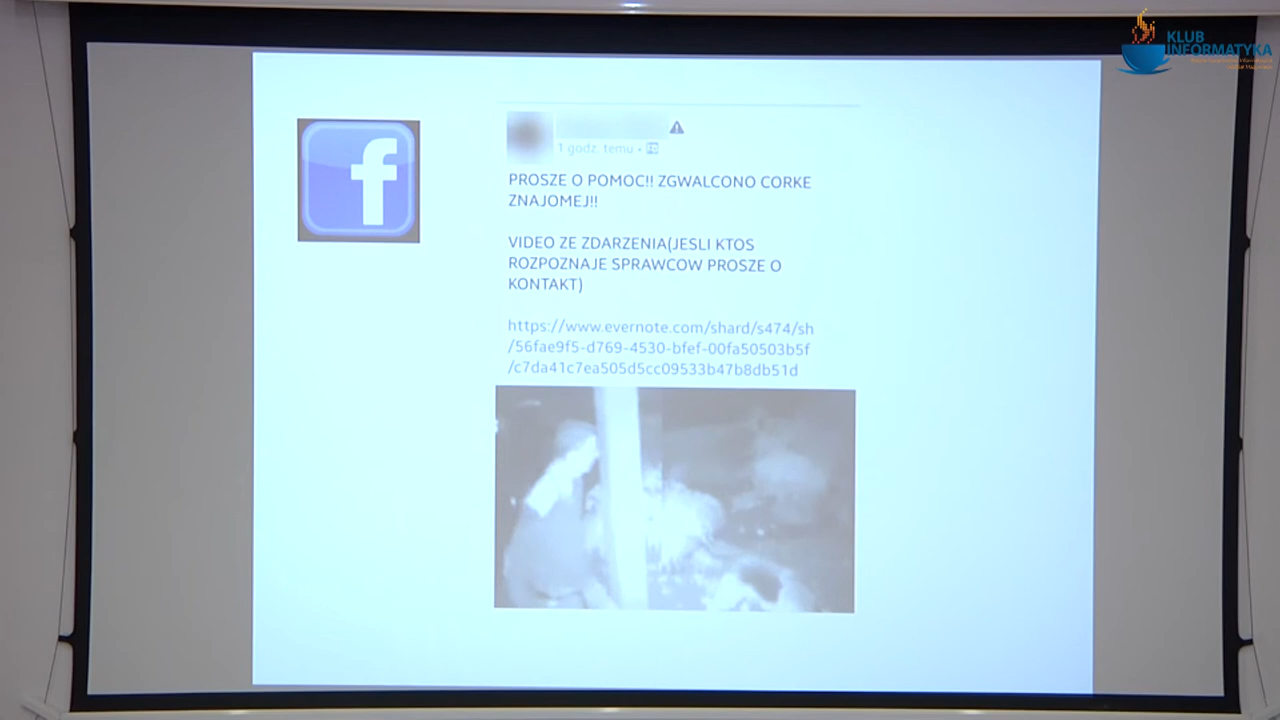 KLUB
INFORMATYKA
f
1 godz. temu •
PROSZE O POMOC!! ZGWALCONO CORKE
ZNAJOMEJ!!
VIDEO ZE ZDARZENIA(JESLI KTOS
ROZPOZNAJE SPRAWCOW PROSZE O
KONTAKT)
https://www.evernote.com/shard/s474/sh
/56fae9f5-d769-4530-bfef-00fa50503b5f
/c7da41c7ea505d5cc09533b47b8db51d